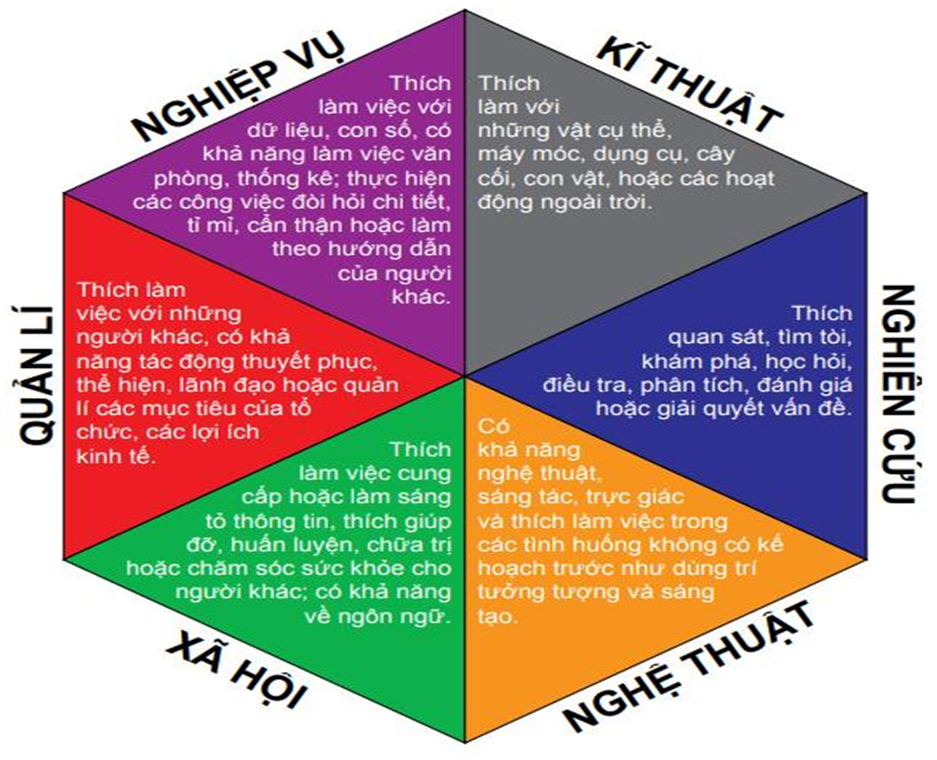 NGHIỆP VỤ
Thích
làm việc với
dữ liệu, con số, có
khả năng làm việc văn
phòng, thống kê; thực hiện
các công việc đòi hỏi chi tiết,
tỉ mỉ, cẩn thận hoặc làm
theo hướng dẫn
của người
khác.
KĨ THUẬT
Thích
làm với
những vật cụ thể,
máy móc, dụng cụ, cây
cối, con vật, hoặc các hoạt
động ngoài trời.
NGHIÊN CỨU
Thích
quan sát, tìm tòi,
khám phá, học hỏi,
điều tra, phân tích, đánh giá
hoặc giải quyết vấn đề.
NGHỆ THUẬT
Có
khả năng
nghệ thuật,
sáng tác, trực giác
và thích làm việc trong
các tình huống không có kế
hoạch trước như dùng trí
tưởng tượng và sáng
tạo.
XÃ HỘI
Thích
làm việc cung
cấp hoặc làm sáng
tỏ thông tin, thích giúp
đỡ, huấn luyện, chữa trị
hoặc chăm sóc sức khỏe cho
người khác; có khả năng
về ngôn ngữ.
QUẢN LÍ
Thích làm
việc với những
người khác, có khả
năng tác động thuyết phục,
thể hiện, lãnh đạo hoặc quản
lí các mục tiêu của tổ
chức, các lợi ích
kinh tế.